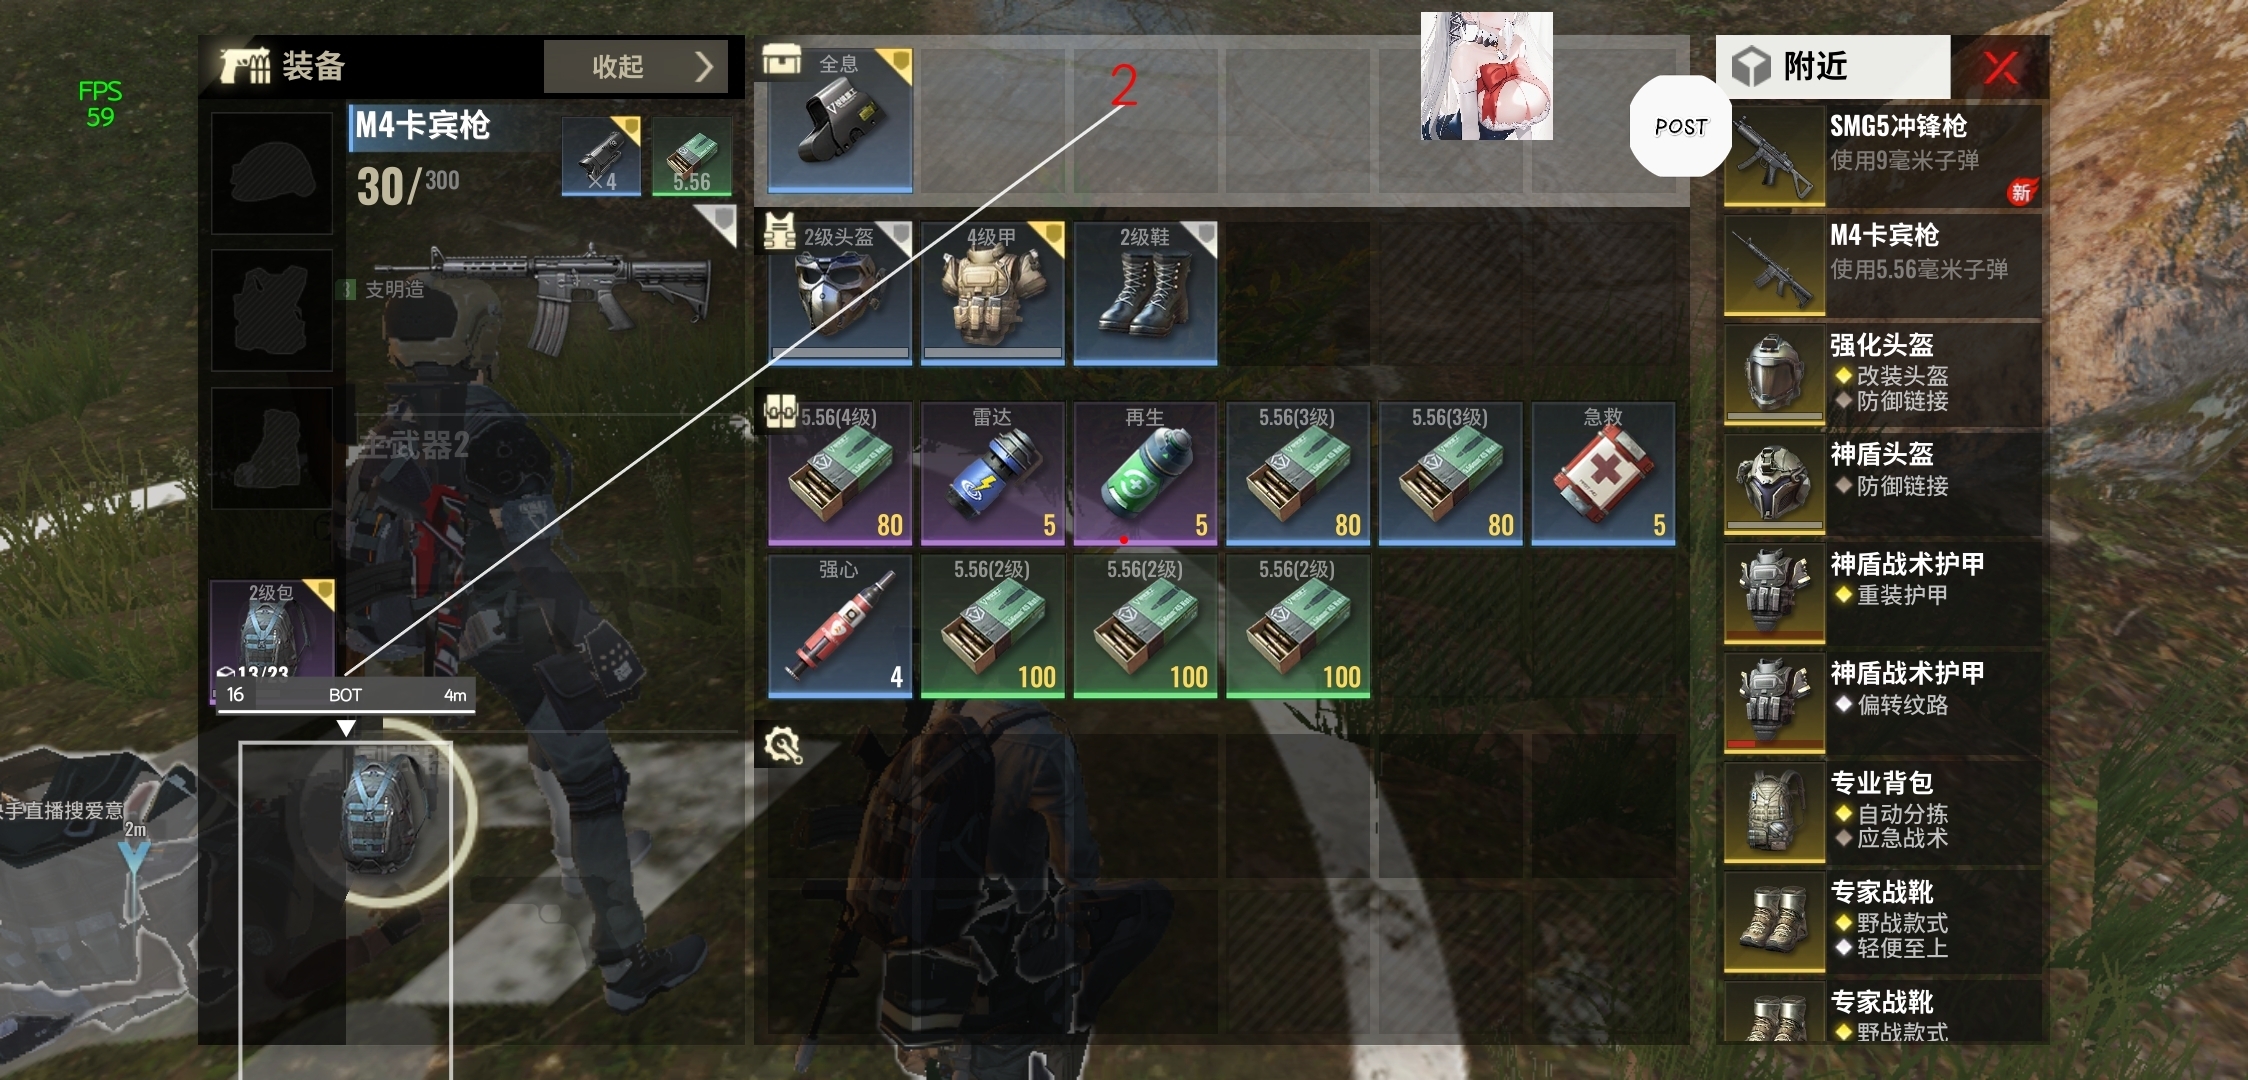 FPS
59
装备
收起
M4卡宾枪
30/300
×4
5.56
支明造
主武器2
2级包
13/23
16 BOT 4m
快手直播搜爱意
2m
全息
2
2级头盔
4级甲
2级鞋
5.56(4级)
80
雷达
5
再生
5
5.56(3级)
80
5.56(3级)
80
急救
5
强心
4
5.56(2级)
100
5.56(2级)
100
5.56(2级)
100
POST
附近
SMG5冲锋枪
使用9毫米子弹
新
M4卡宾枪
使用5.56毫米子弹
强化头盔
改装头盔
防御链接
神盾头盔
防御链接
神盾战术护甲
重装护甲
神盾战术护甲
偏转纹路
专业背包
自动分拣
应急战术
专家战靴
野战款式
轻便至上
专家战靴
野战款式